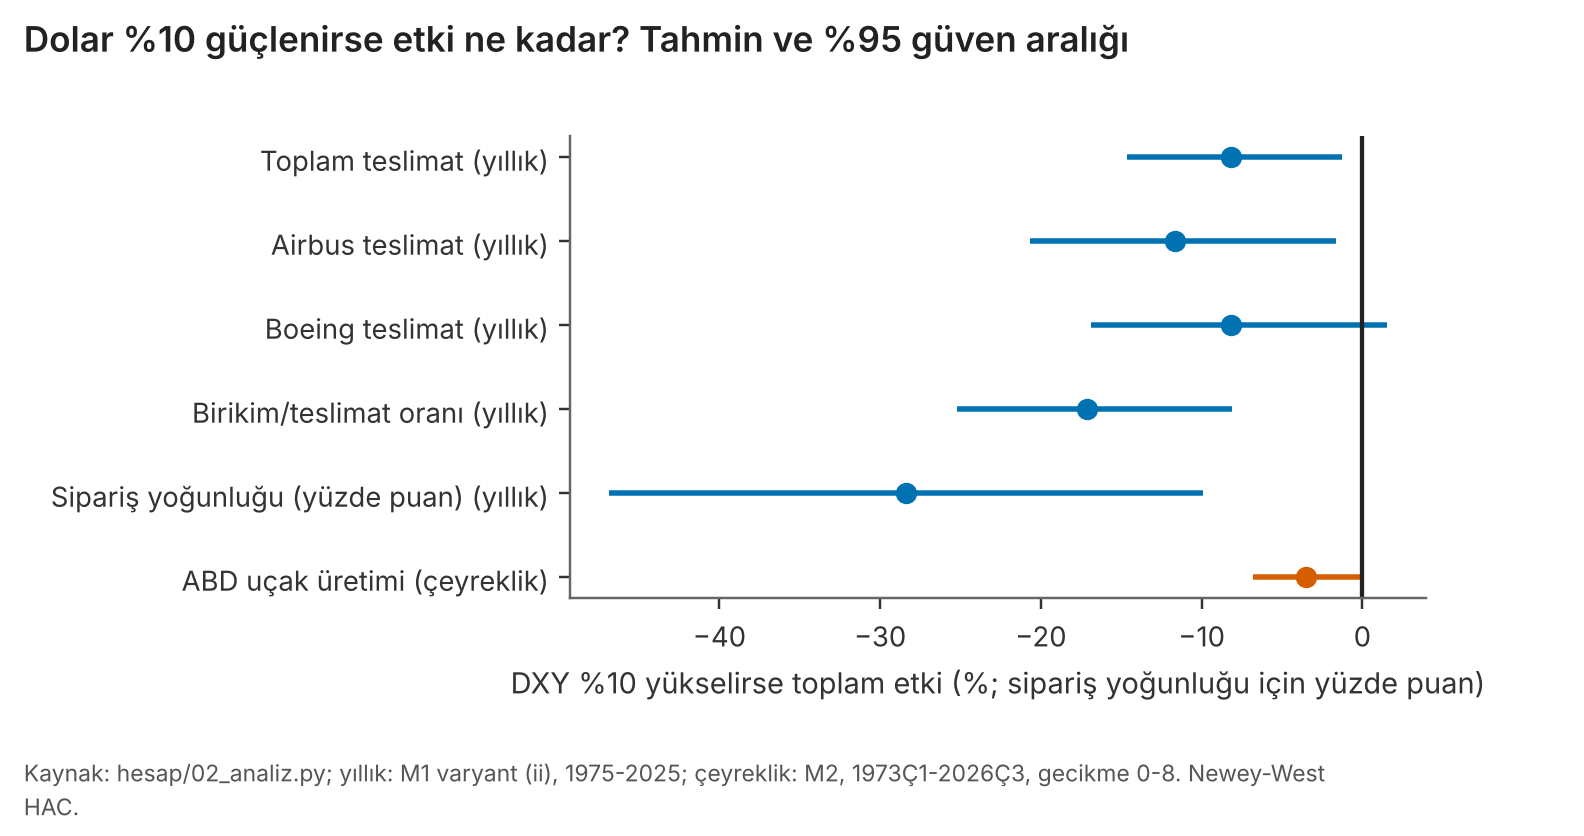 Dolar %10 güçlenirse etki ne kadar? Tahmin ve %95 güven aralığı
Toplam teslimat (yıllık)
Airbus teslimat (yıllık)
Boeing teslimat (yıllık)
Birikim/teslimat oranı (yıllık)
Sipariş yoğunluğu (yüzde puan) (yıllık)
ABD uçak üretimi (çeyreklik)
−40 −30 −20 −10 0
DXY %10 yükselirse toplam etki (%; sipariş yoğunluğu için yüzde puan)
Kaynak: hesap/02_analiz.py; yıllık: M1 varyant (ii), 1975-2025; çeyreklik: M2, 1973Ç1-2026Ç3, gecikme 0-8. Newey-West
HAC.